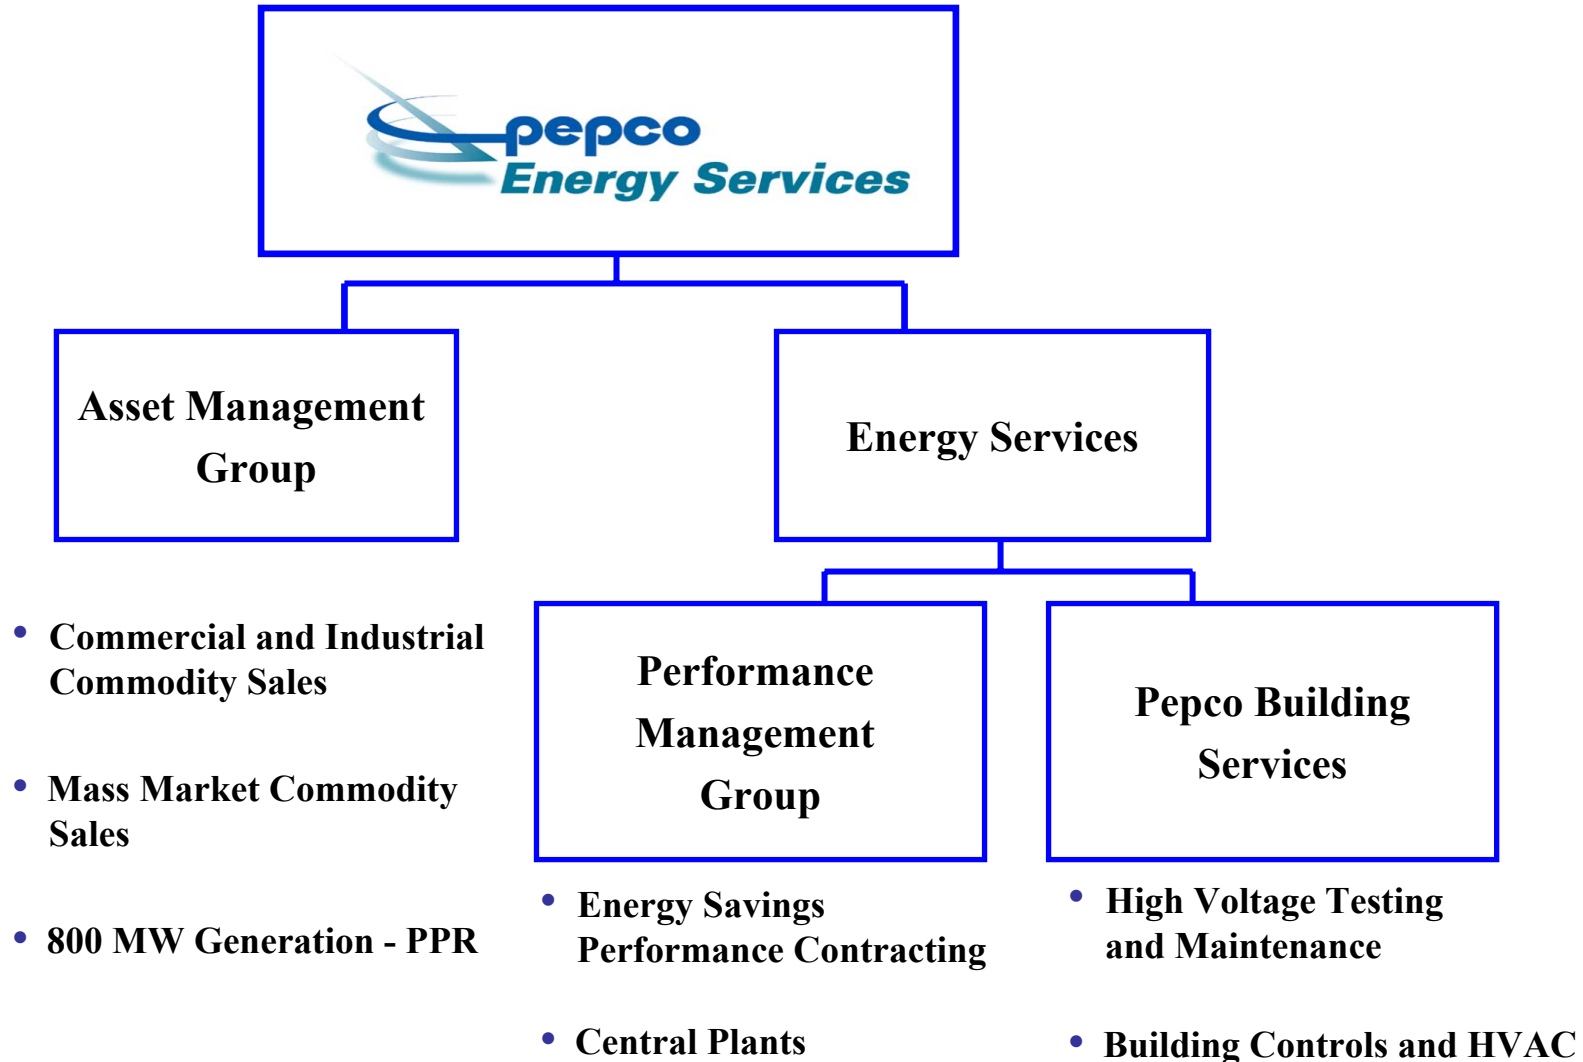 pepco
Energy Services
Asset Management
Group
Energy Services
• Commercial and Industrial
Commodity Sales
• Mass Market Commodity
Sales
• 800 MW Generation - PPR
Performance
Management
Group
Pepco Building
Services
• Energy Savings
Performance Contracting
• Central Plants
• High Voltage Testing
and Maintenance
• Building Controls and HVAC